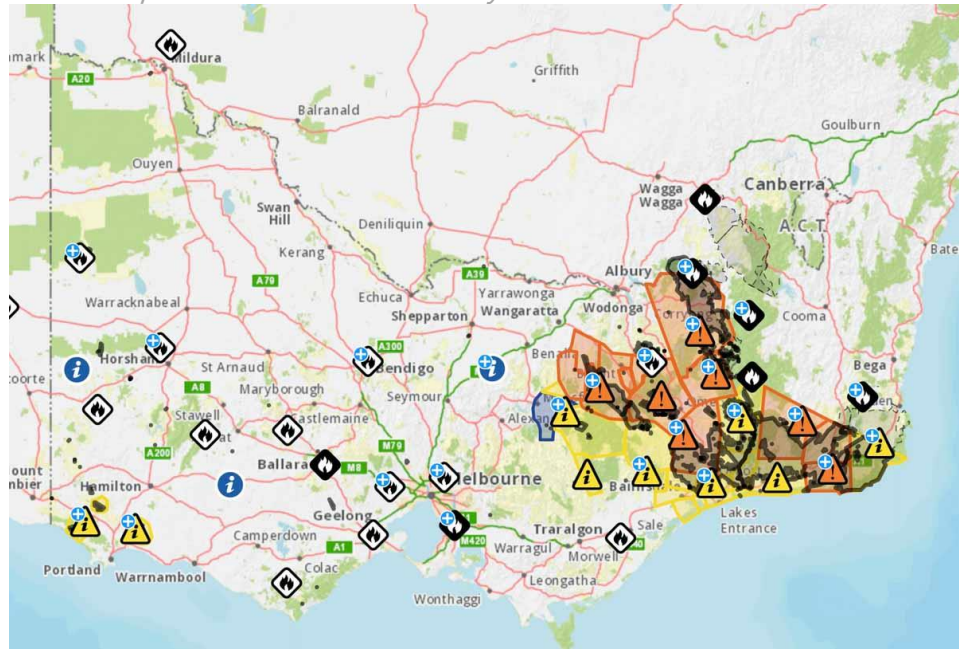 Mildura
A20
Griffith
Balranald
Goulburn
Ouyen
Wagga
Wagga
Canberra
A.C.T.
Swan
Hill
Deniliquin
Kerang
Bate
Albury
A79
A39
Echuca
Yarrawonga
Wodonga
Warracknabeal
Shepparton
Wangaratta
Cooma
A300
Horsham
Benalla
Bendigo
St Arnaud
Bega
A8
Maryborough
Seymour
Castlemaine
Stawell
M79
A200
Ballarat
M8
Hamilton
Melbourne
Geelong
Lakes
Entrance
Sale
Traralgon
Camperdown
A1
M420
Warragul
Morwell
Colac
Portland
Warrnambool
Leongatha
Wonthaggi